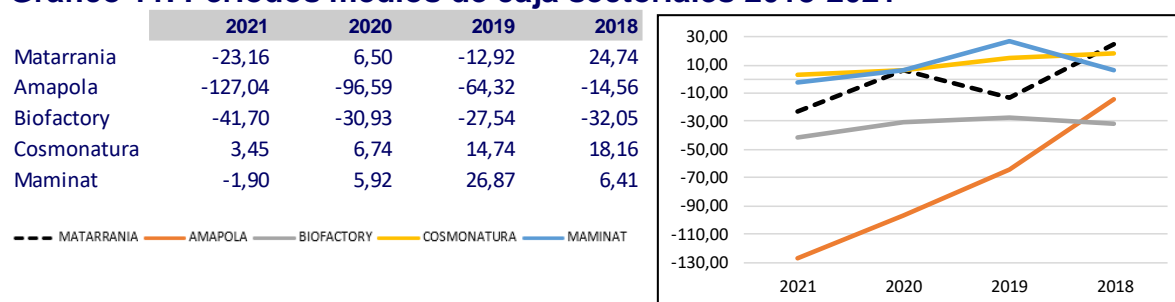 2021 2020 2019 2018
Matarrania -23,16 6,50 -12,92 24,74
Amapola -127,04 -96,59 -64,32 -14,56
Biofactory -41,70 -30,93 -27,54 -32,05
Cosmonatura 3,45 6,74 14,74 18,16
Maminat -1,90 5,92 26,87 6,41
MATARRANIA AMAPOLA BIOFACTORY COSMONATURA MAMINAT
30,00
10,00
-10,00
-30,00
-50,00
-70,00
-90,00
-110,00
-130,00
2021 2020 2019 2018